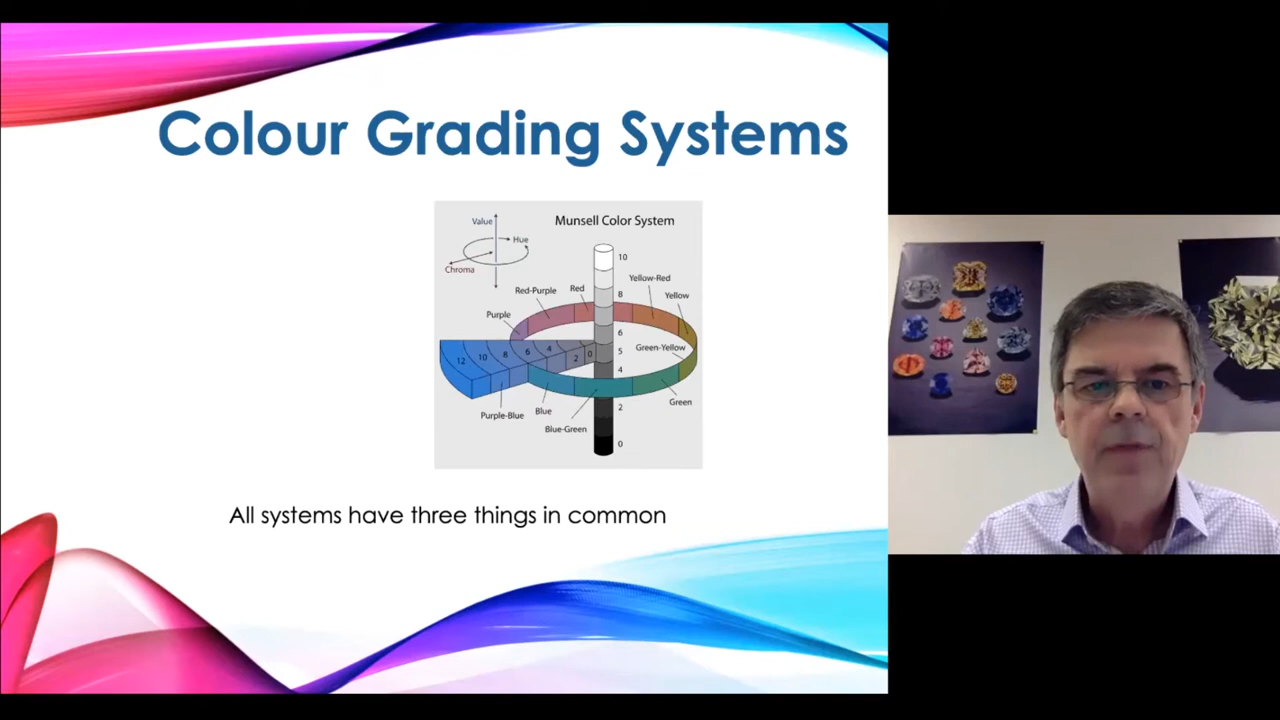 Colour Grading Systems
Munsell Color System
Value
Hue
Chroma
10
Yellow-Red
Red-Purple
Red
8
Yellow
Purple
6
Green-Yellow
12
10
8
6
4
2
0
5
4
Purple-Blue
Blue
2
Green
Blue-Green
0
All systems have three things in common